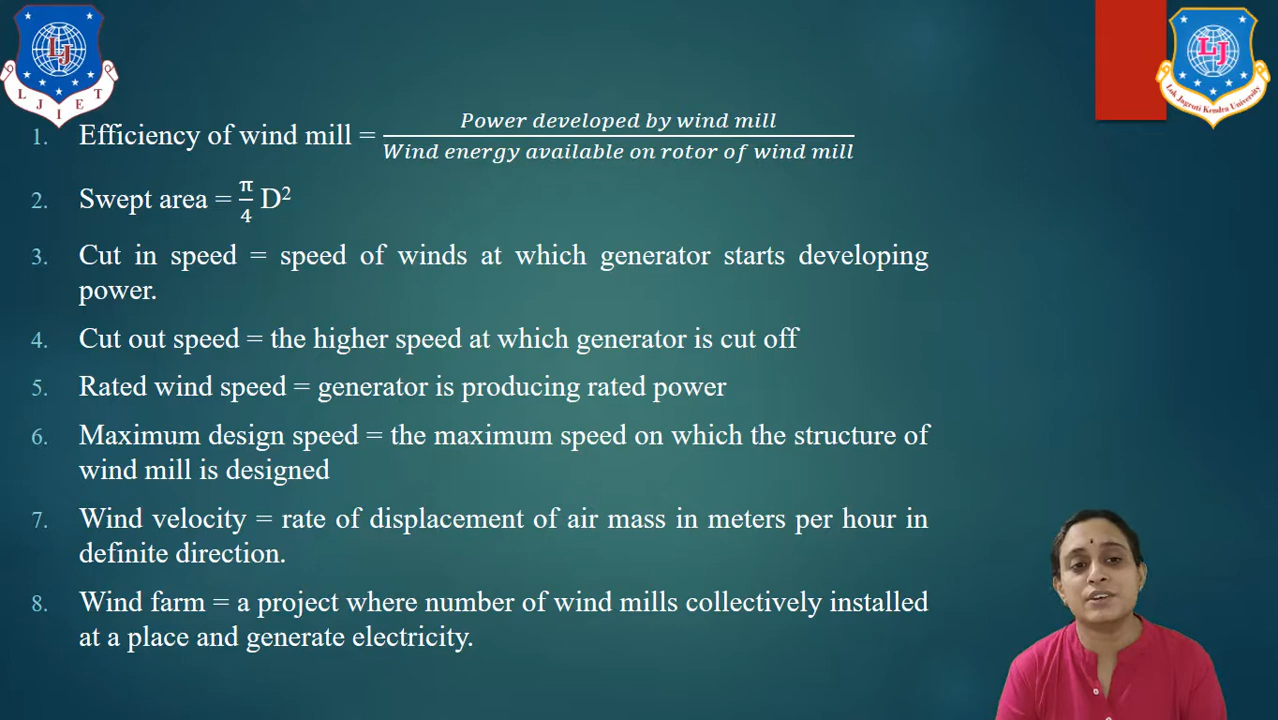 LJ
L J I E T
LJ
Lok Jagruti Kendra University
1. Efficiency of wind mill = Power developed by wind mill / Wind energy available on rotor of wind mill
2. Swept area = π/4 D²
3. Cut in speed = speed of winds at which generator starts developing
power.
4. Cut out speed = the higher speed at which generator is cut off
5. Rated wind speed = generator is producing rated power
6. Maximum design speed = the maximum speed on which the structure of
wind mill is designed
7. Wind velocity = rate of displacement of air mass in meters per hour in
definite direction.
8. Wind farm = a project where number of wind mills collectively installed
at a place and generate electricity.